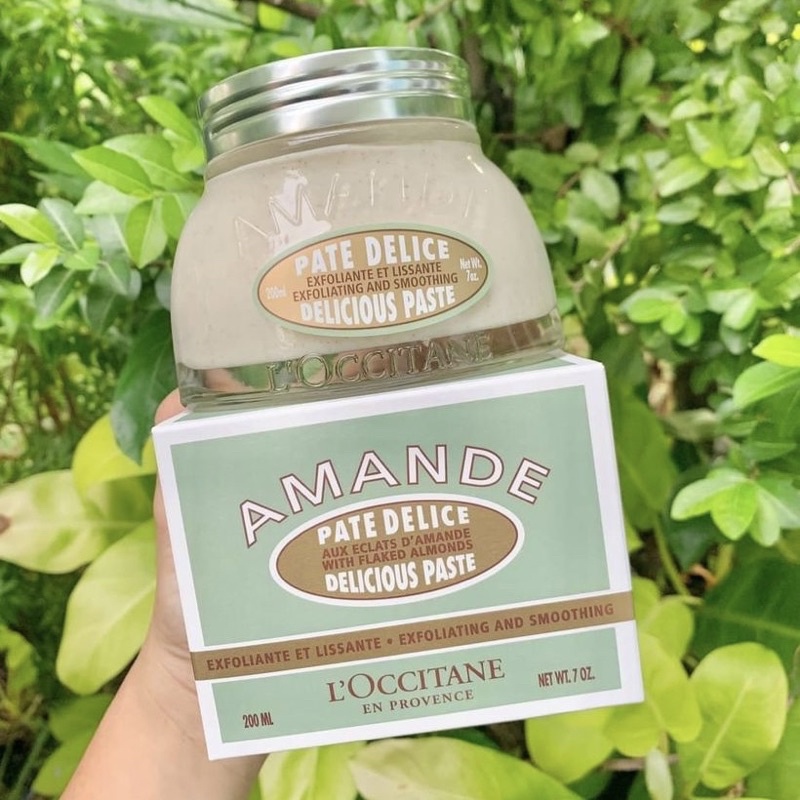 AMANDE
PATE DELICE
EXFOLIANTE ET LISSANTE
200ml EXFOLIATING AND SMOOTHING Net Wt. 7oz.
DELICIOUS PASTE
L'OCCITANE
AMANDE
PATE DELICE
AUX ECLATS D'AMANDE
WITH FLAKED ALMONDS
DELICIOUS PASTE
EXFOLIANTE ET LISSANTE • EXFOLIATING AND SMOOTHING
L'OCCITANE
EN PROVENCE
200 ML NET WT. 7 OZ.